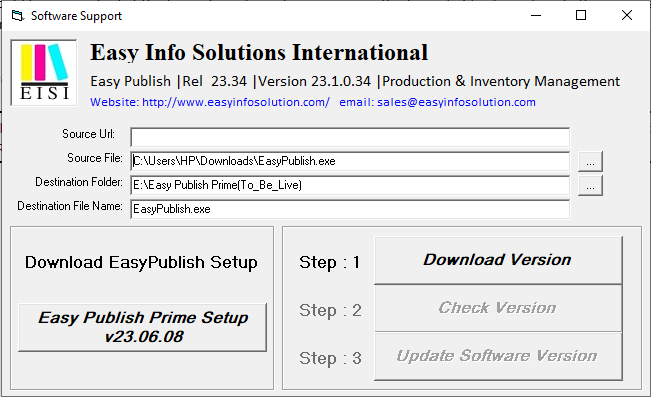 Software Support
EISI
Easy Info Solutions International
Easy Publish |Rel  23.34 |Version 23.1.0.34 |Production & Inventory Management
Website: http://www.easyinfosolution.com/   email: sales@easyinfosolution.com
Source Url:
Source File: C:\Users\HP\Downloads\EasyPublish.exe ...
Destination Folder: E:\Easy Publish Prime(To_Be_Live) ...
Destination File Name: EasyPublish.exe
Download EasyPublish Setup
Easy Publish Prime Setup
v23.06.08
Step : 1 Download Version
Step : 2 Check Version
Step : 3 Update Software Version